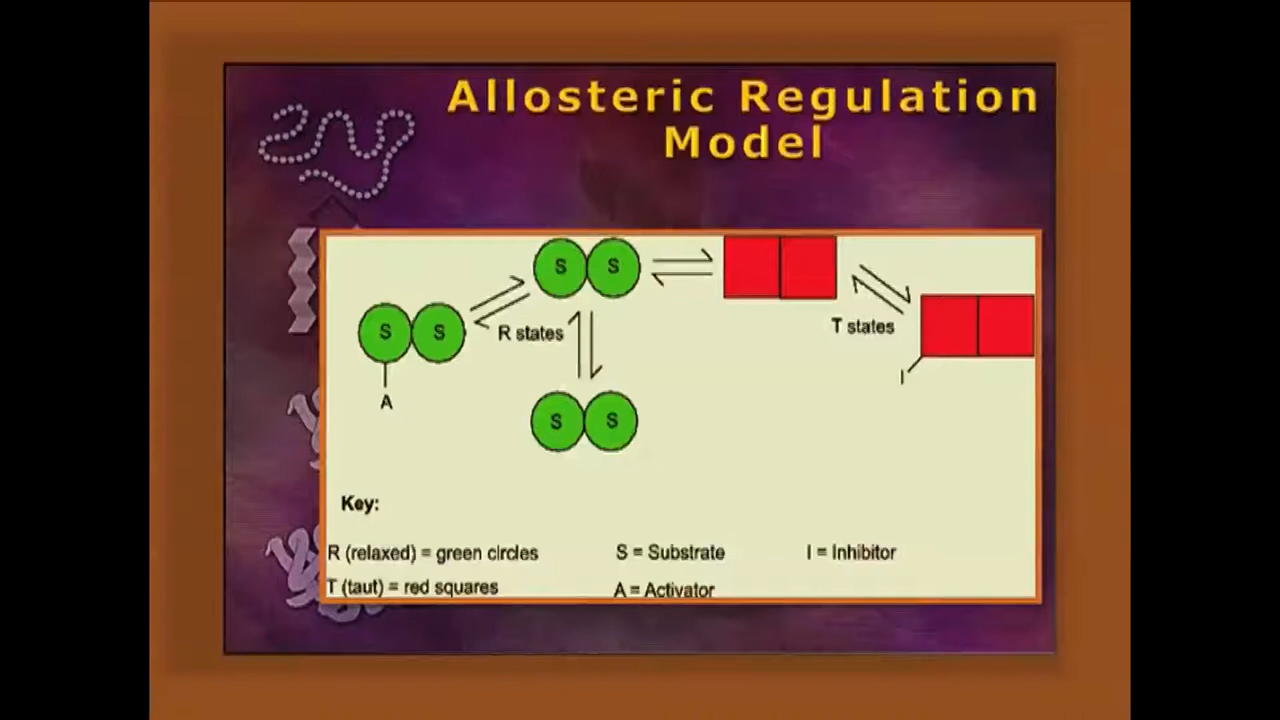 Allosteric Regulation
Model
S S
S S
R states
T states
A
I
S S
Key:
R (relaxed) = green circles
S = Substrate
I = Inhibitor
T (taut) = red squares
A = Activator